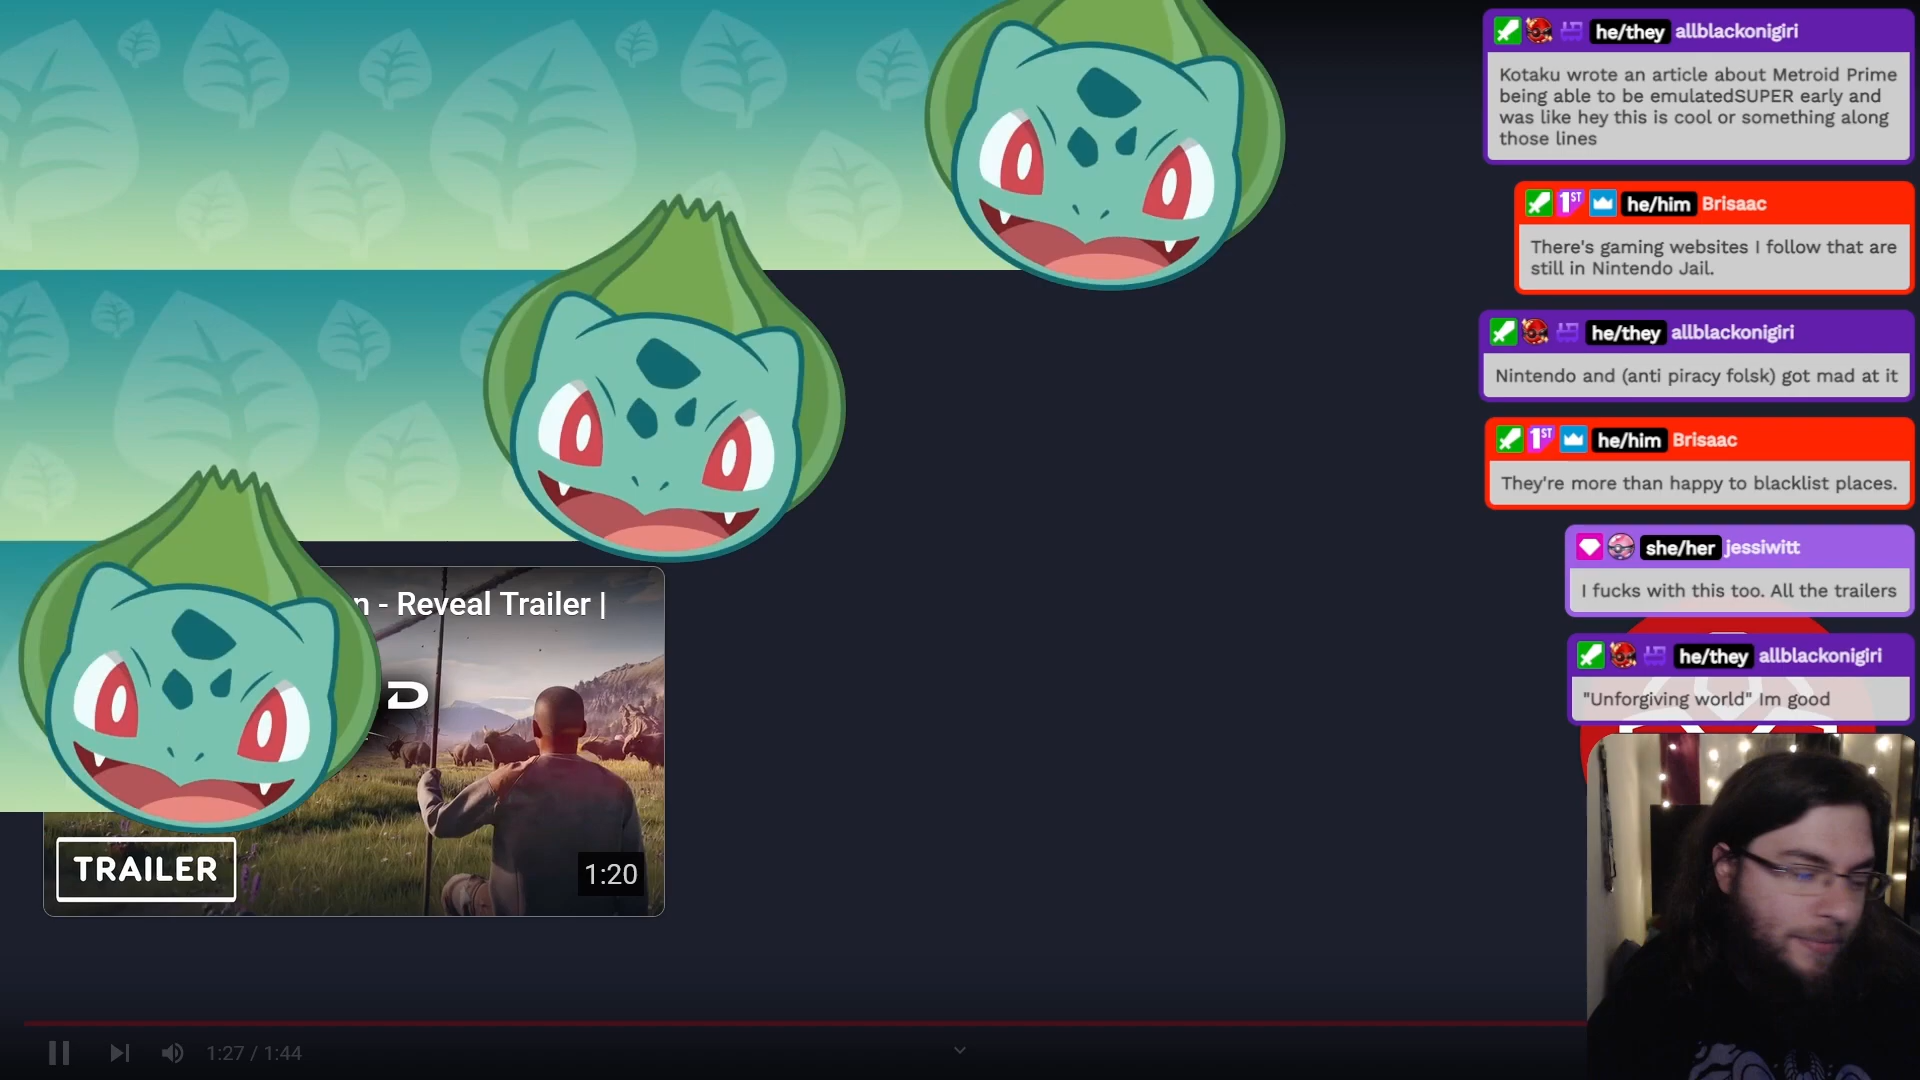 he/they allblackonigiri
Kotaku wrote an article about Metroid Prime
being able to be emulatedSUPER early and
was like hey this is cool or something along
those lines
1ST he/him Brisaac
There's gaming websites I follow that are
still in Nintendo Jail.
he/they allblackonigiri
Nintendo and (anti piracy folsk) got mad at it
1ST he/him Brisaac
They're more than happy to blacklist places.
she/her jessiwitt
I fucks with this too. All the trailers
he/they allblackonigiri
"Unforgiving world" Im good
n - Reveal Trailer |
D
TRAILER
1:20
1:27 / 1:44